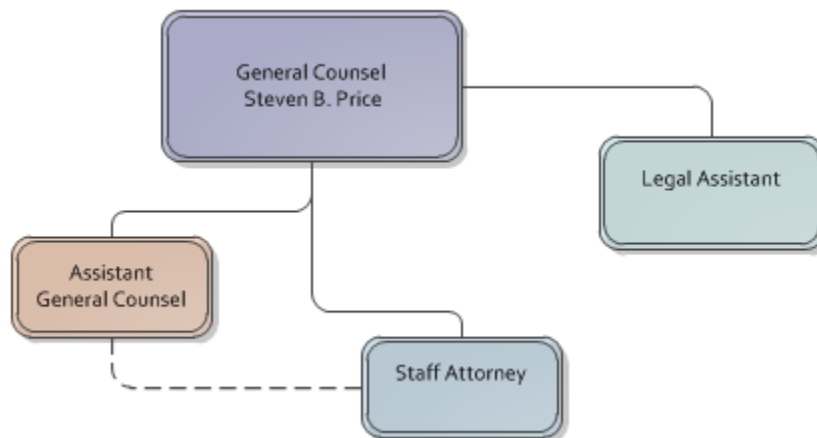 General Counsel
Steven B. Price
Legal Assistant
Assistant
General Counsel
Staff Attorney